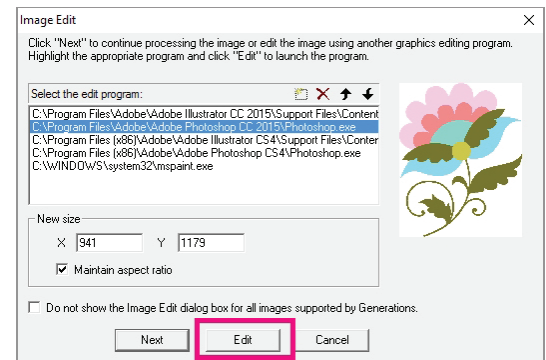 Image Edit
Click "Next" to continue processing the image or edit the image using another graphics editing program.
Highlight the appropriate program and click "Edit" to launch the program.
Select the edit program:
C:\Program Files\Adobe\Adobe Illustrator CC 2015\Support Files\Content
C:\Program Files\Adobe\Adobe Photoshop CC 2015\Photoshop.exe
C:\Program Files (x86)\Adobe\Adobe Illustrator CS4\Support Files\Conter
C:\Program Files (x86)\Adobe\Adobe Photoshop CS4\Photoshop.exe
C:\WINDOWS\system32\mspaint.exe
New size
X 941 Y 1179
Maintain aspect ratio
Do not show the Image Edit dialog box for all images supported by Generations.
Next Edit Cancel